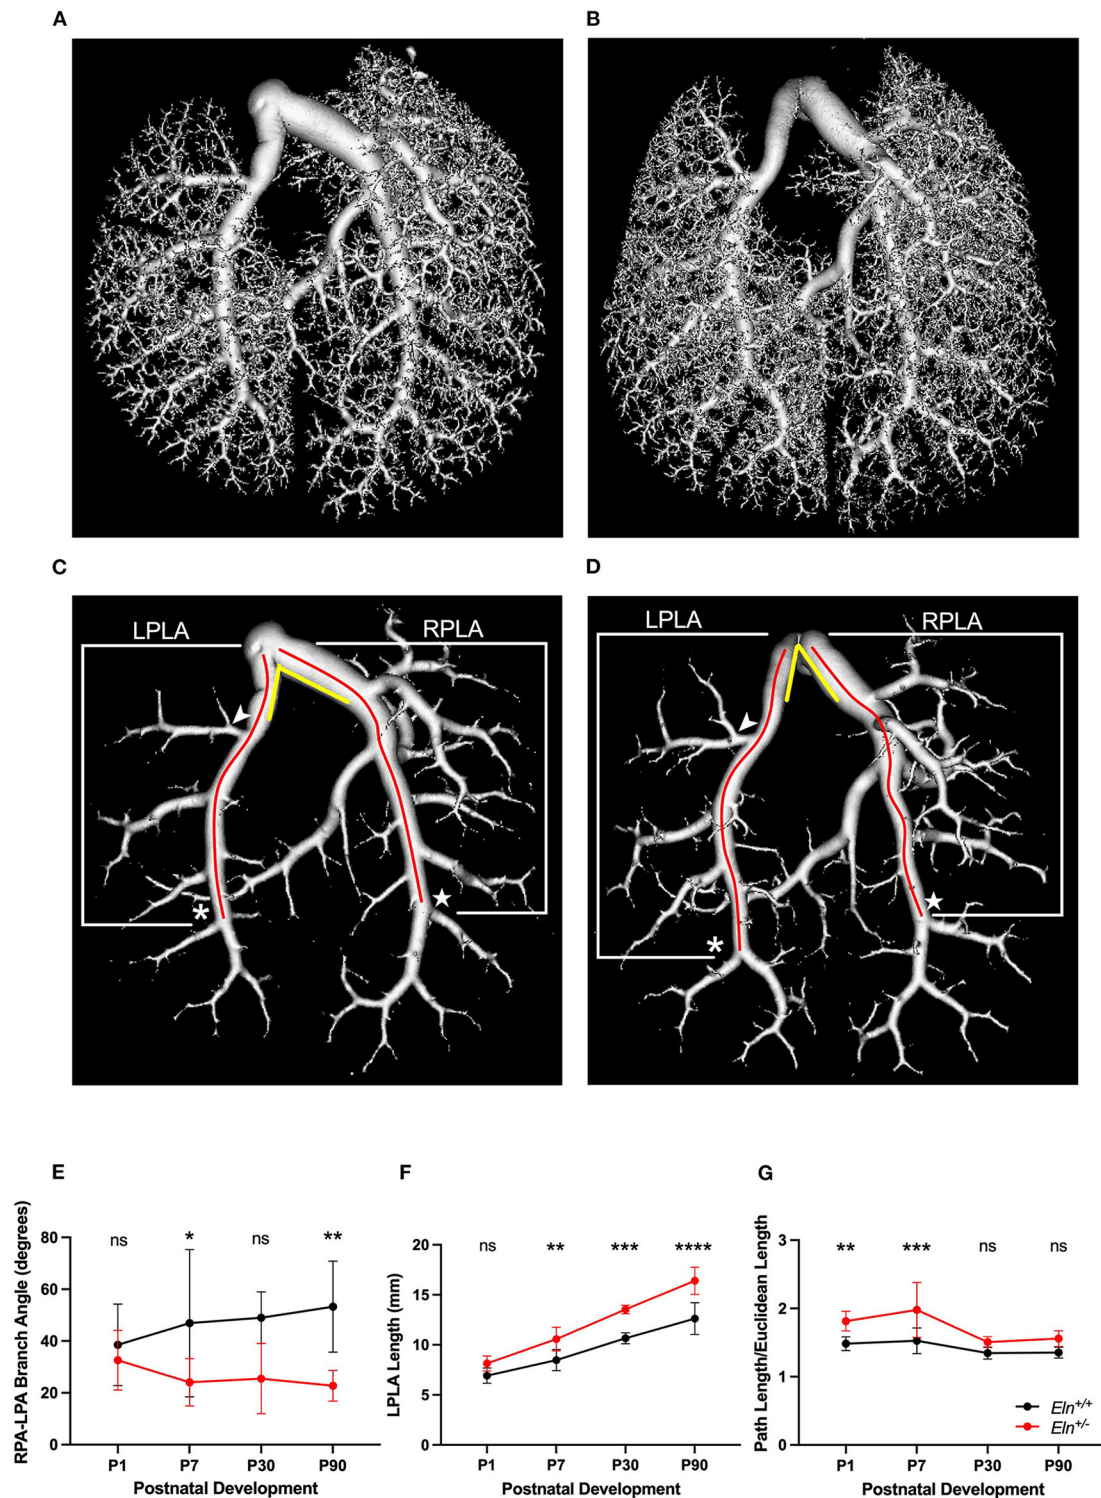 A
B
C
D
LPLA
RPLA
*
★
LPLA
RPLA
*
★
E
F
G
RPA-LPA Branch Angle (degrees)
80
60
40
20
0
ns
*
ns
**
P1
P7
P30
P90
Postnatal Development
LPLA Length (mm)
20
15
10
5
0
ns
**
***
****
P1
P7
P30
P90
Postnatal Development
Path Length/Euclidean Length
3
2
1
0
**
***
ns
ns
Eln+/+
Eln+/-
P1
P7
P30
P90
Postnatal Development